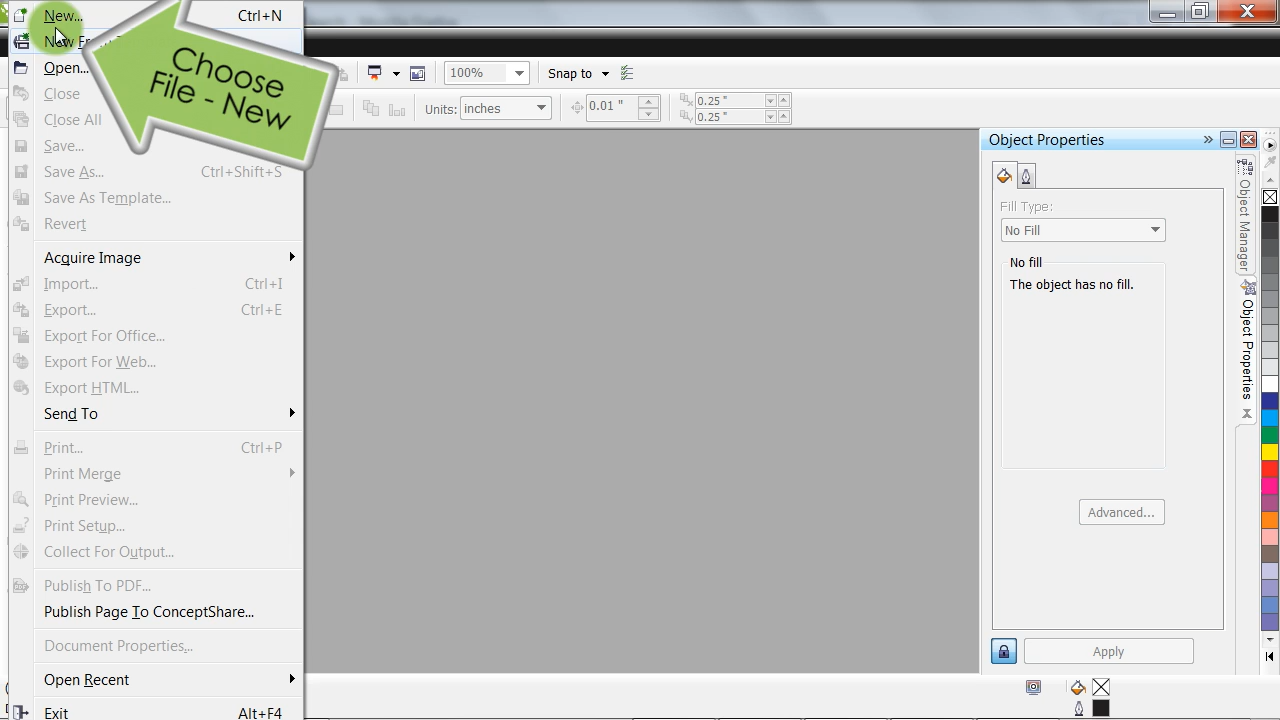 New... Ctrl+N
New
Choose
File - New
Open...
Close
Close All
Save...
Save As... Ctrl+Shift+S
Save As Template...
Revert
Acquire Image
Import... Ctrl+I
Export... Ctrl+E
Export For Office...
Export For Web...
Export HTML...
Send To
Print... Ctrl+P
Print Merge
Print Preview...
Print Setup...
Collect For Output...
Publish To PDF...
Publish Page To ConceptShare...
Document Properties...
Open Recent
Exit Alt+F4
100% Snap to
Units: inches 0.01 " 0.25 "
0.25 "
Object Properties
Fill Type:
No Fill
No fill
The object has no fill.
Advanced...
Apply
Object Manager
Object Properties